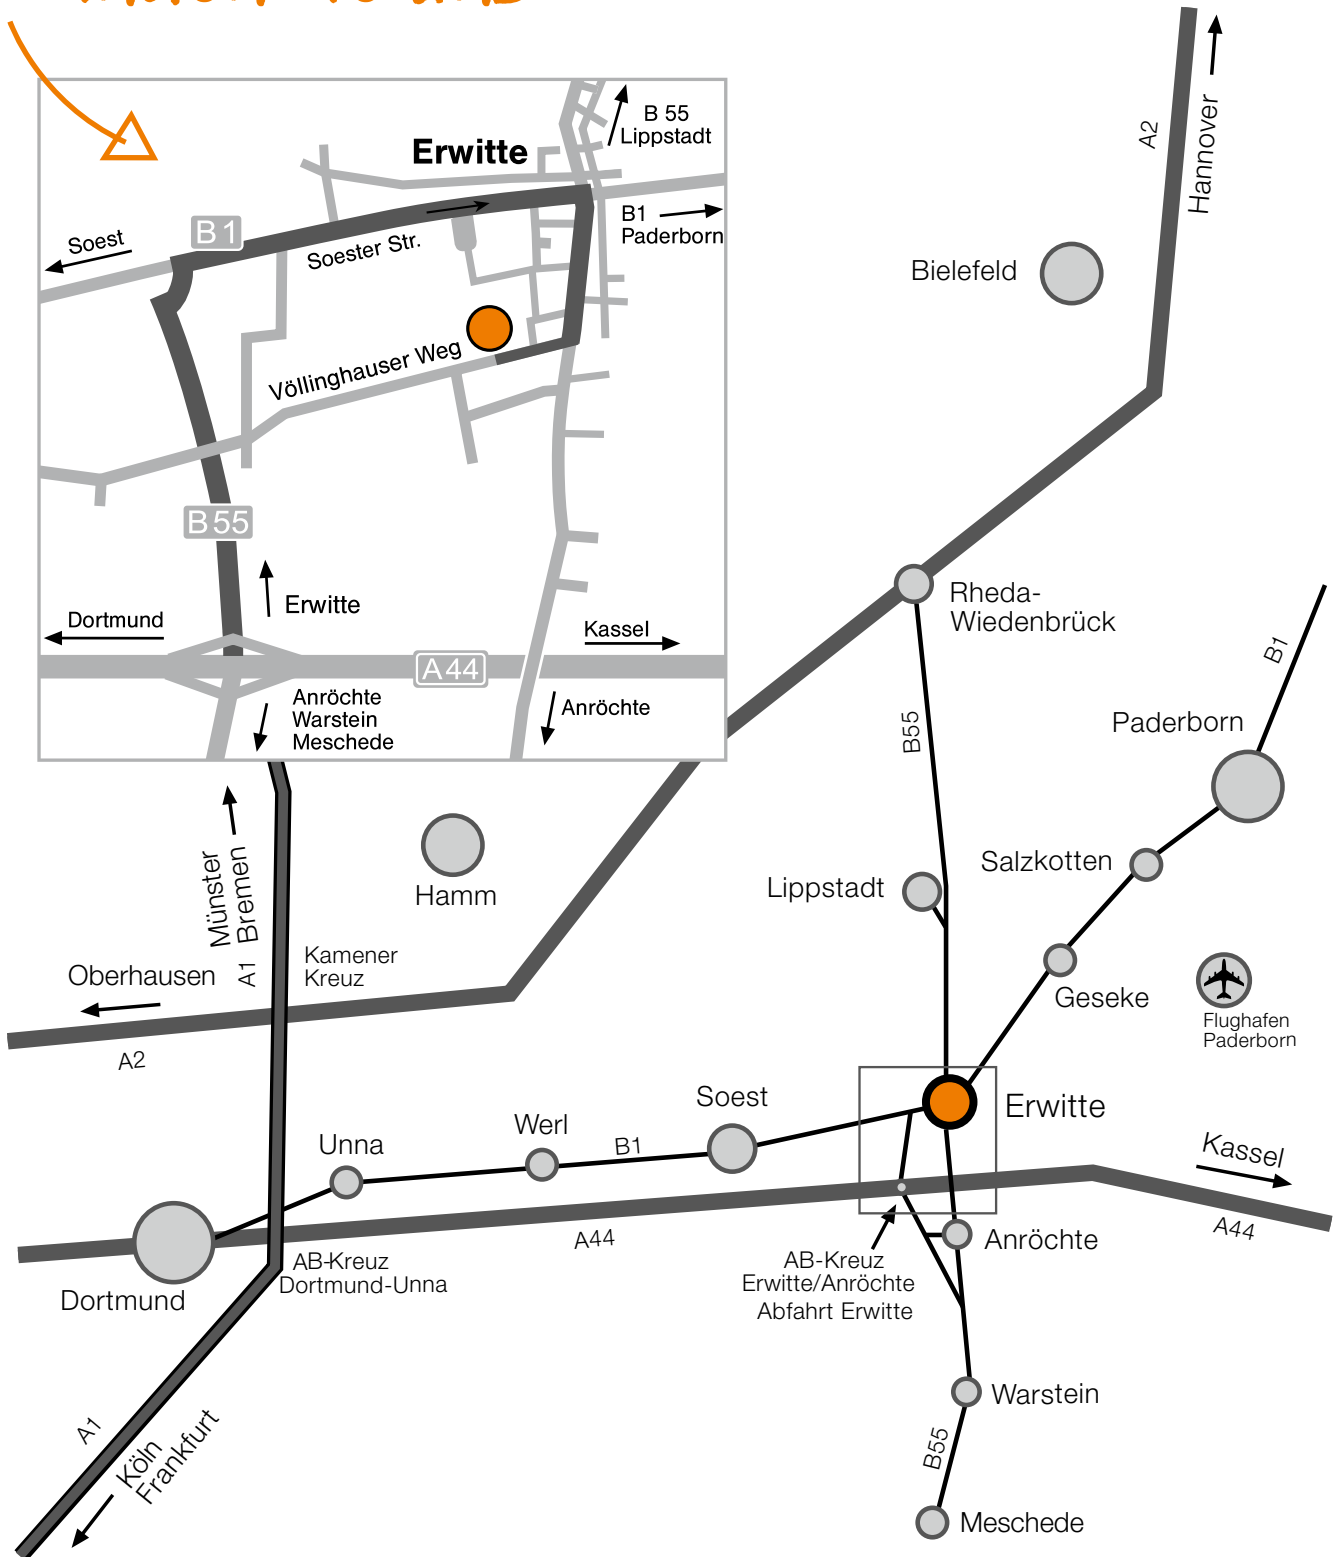 B 55
Lippstadt
Erwitte
B1
Paderborn
Soest
B 1
Soester Str.
Völlinghauser Weg
B 55
Erwitte
Dortmund
Kassel
A 44
Anröchte
Warstein
Meschede
Anröchte
A2
Hannover
Bielefeld
Rheda-
Wiedenbrück
B1
B55
Paderborn
Münster
Bremen
A1
Hamm
Lippstadt
Salzkotten
Kamener
Kreuz
Oberhausen
A2
Geseke
Flughafen
Paderborn
Erwitte
Soest
Werl
B1
Unna
Kassel
A44
A44
Dortmund
AB-Kreuz
Dortmund-Unna
AB-Kreuz
Erwitte/Anröchte
Abfahrt Erwitte
Anröchte
Warstein
A1
Köln
Frankfurt
B55
Meschede